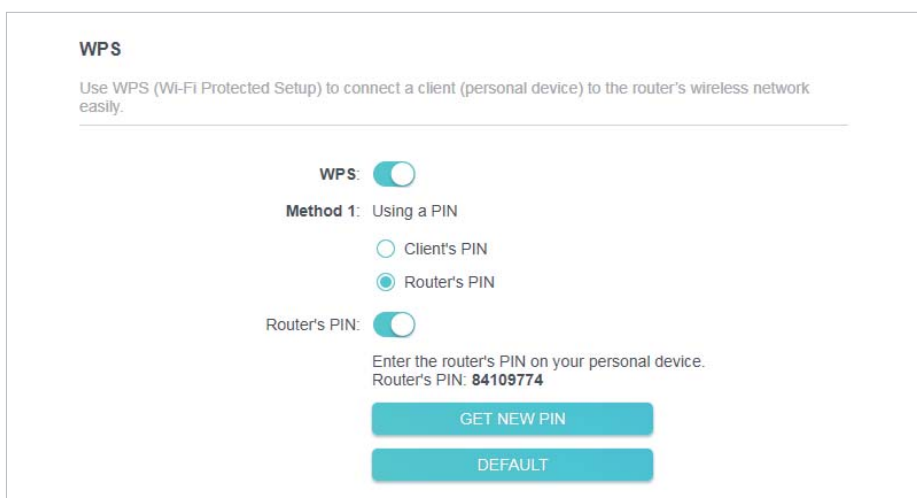 WPS
Use WPS (Wi-Fi Protected Setup) to connect a client (personal device) to the router's wireless network
easily.
WPS:
Method 1: Using a PIN
Client's PIN
Router's PIN
Router's PIN:
Enter the router's PIN on your personal device.
Router's PIN: 84109774
GET NEW PIN
DEFAULT